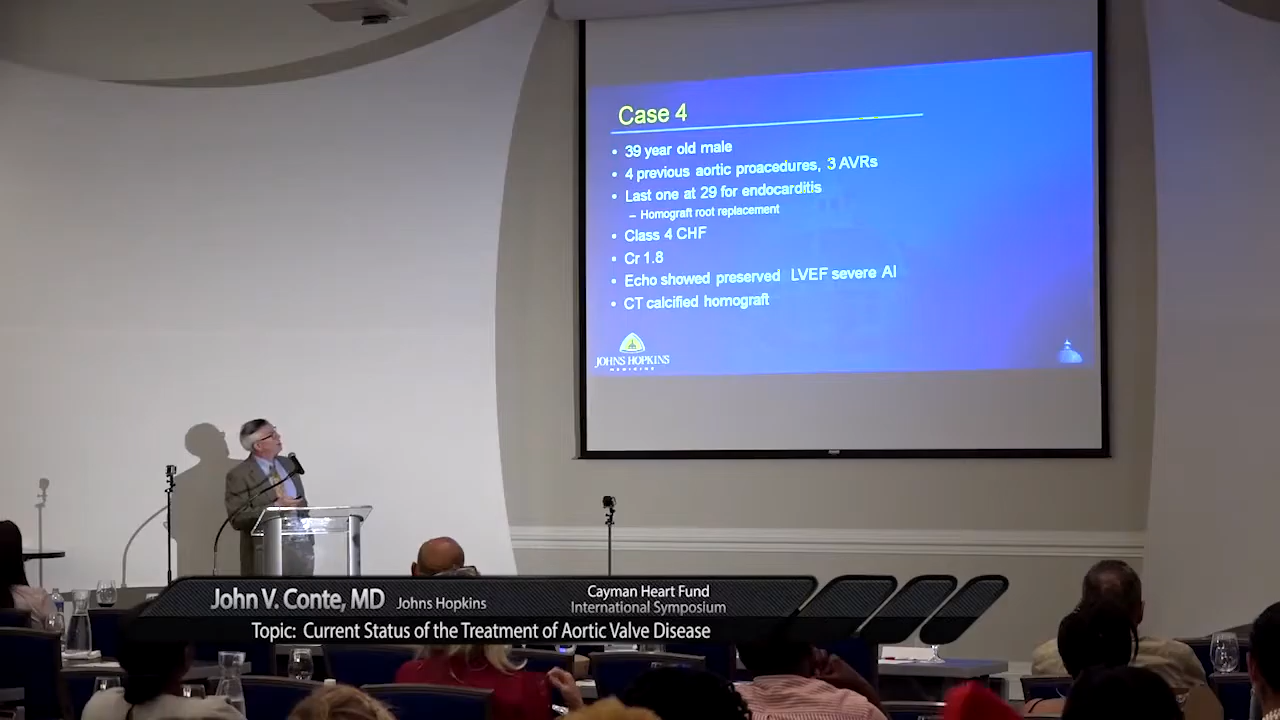 Case 4
• 39 year old male
• 4 previous aortic proacedures, 3 AVRs
• Last one at 29 for endocarditis
– Homograft root replacement
• Class 4 CHF
• Cr 1.8
• Echo showed preserved LVEF severe AI
• CT calcified homograft
JOHNS HOPKINS
MEDICINE
John V. Conte, MD Johns Hopkins
Cayman Heart Fund
International Symposium
Topic: Current Status of the Treatment of Aortic Valve Disease